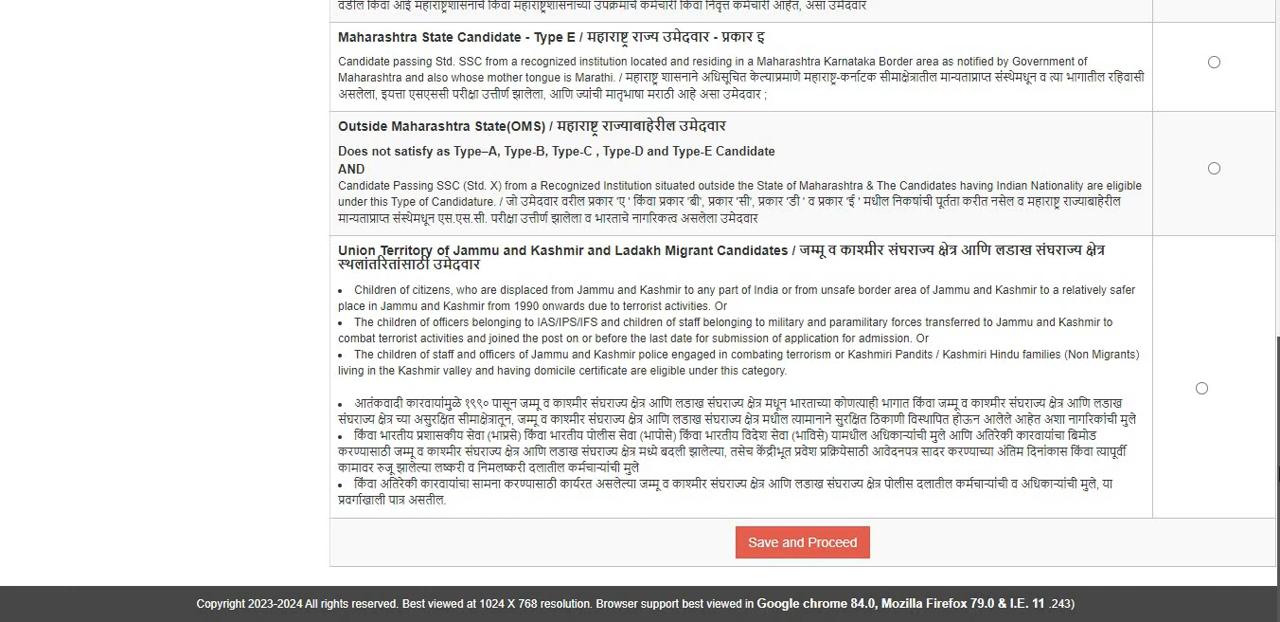 वडील किंवा आई महाराष्ट्रशासनाचे किंवा महाराष्ट्रशासनाच्या उपक्रमाचे कर्मचारी किंवा निवृत्त कर्मचारी आहेत, असा उमेदवार
Maharashtra State Candidate - Type E / महाराष्ट्र राज्य उमेदवार - प्रकार इ
Candidate passing Std. SSC from a recognized institution located and residing in a Maharashtra Karnataka Border area as notified by Government of
Maharashtra and also whose mother tongue is Marathi. / महाराष्ट्र शासनाने अधिसूचित केल्याप्रमाणे महाराष्ट्र-कर्नाटक सीमाक्षेत्रातील मान्यताप्राप्त संस्थेमधून व त्या भागातील रहिवासी
असलेला, इयत्ता एसएससी परीक्षा उत्तीर्ण झालेला, आणि ज्यांची मातृभाषा मराठी आहे असा उमेदवार ;
Outside Maharashtra State(OMS) / महाराष्ट्र राज्याबाहेरील उमेदवार
Does not satisfy as Type–A, Type-B, Type-C , Type-D and Type-E Candidate
AND
Candidate Passing SSC (Std. X) from a Recognized Institution situated outside the State of Maharashtra & The Candidates having Indian Nationality are eligible
under this Type of Candidature. / जो उमेदवार वरील प्रकार 'ए ' किंवा प्रकार 'बी', प्रकार 'सी', प्रकार 'डी ' व प्रकार 'ई ' मधील निकषांची पूर्तता करीत नसेल व महाराष्ट्र राज्याबाहेरील
मान्यताप्राप्त संस्थेमधून एस.एस.सी. परीक्षा उत्तीर्ण झालेला व भारताचे नागरिकत्व असलेला उमेदवार
Union Territory of Jammu and Kashmir and Ladakh Migrant Candidates / जम्मू व काश्मीर संघराज्य क्षेत्र आणि लडाख संघराज्य क्षेत्र
स्थलांतरितांसाठी उमेदवार
• Children of citizens, who are displaced from Jammu and Kashmir to any part of India or from unsafe border area of Jammu and Kashmir to a relatively safer
place in Jammu and Kashmir from 1990 onwards due to terrorist activities. Or
• The children of officers belonging to IAS/IPS/IFS and children of staff belonging to military and paramilitary forces transferred to Jammu and Kashmir to
combat terrorist activities and joined the post on or before the last date for submission of application for admission. Or
• The children of staff and officers of Jammu and Kashmir police engaged in combating terrorism or Kashmiri Pandits / Kashmiri Hindu families (Non Migrants)
living in the Kashmir valley and having domicile certificate are eligible under this category.
• आतंकवादी कारवायांमुळे १९९० पासून जम्मू व काश्मीर संघराज्य क्षेत्र आणि लडाख संघराज्य क्षेत्र मधून भारताच्या कोणत्याही भागात किंवा जम्मू व काश्मीर संघराज्य क्षेत्र आणि लडाख
संघराज्य क्षेत्र च्या असुरक्षित सीमाक्षेत्रातून, जम्मू व काश्मीर संघराज्य क्षेत्र आणि लडाख संघराज्य क्षेत्र मधील त्यामानाने सुरक्षित ठिकाणी विस्थापित होऊन आलेले आहेत अशा नागरिकांची मुले
• किंवा भारतीय प्रशासकीय सेवा (भाप्रसे) किंवा भारतीय पोलीस सेवा (भापोसे) किंवा भारतीय विदेश सेवा (भाविसे) यामधील अधिकाऱ्यांची मुले आणि अतिरेकी कारवायांचा बिमोड
करण्यासाठी जम्मू व काश्मीर संघराज्य क्षेत्र आणि लडाख संघराज्य क्षेत्र मध्ये बदली झालेल्या, तसेच केंद्रीभूत प्रवेश प्रक्रियेसाठी आवेदनपत्र सादर करण्याच्या अंतिम दिनांकास किंवा त्यापूर्वी
कामावर रुजू झालेल्या लष्करी व निमलष्करी दलातील कर्मचाऱ्यांची मुले
• किंवा अतिरेकी कारवायांचा सामना करण्यासाठी कार्यरत असलेल्या जम्मू व काश्मीर संघराज्य क्षेत्र आणि लडाख संघराज्य क्षेत्र पोलीस दलातील कर्मचाऱ्यांची व अधिकाऱ्यांची मुले, या
प्रवर्गाखाली पात्र असतील.
Save and Proceed
Copyright 2023-2024 All rights reserved. Best viewed at 1024 X 768 resolution. Browser support best viewed in Google chrome 84.0, Mozilla Firefox 79.0 & I.E. 11 .243)